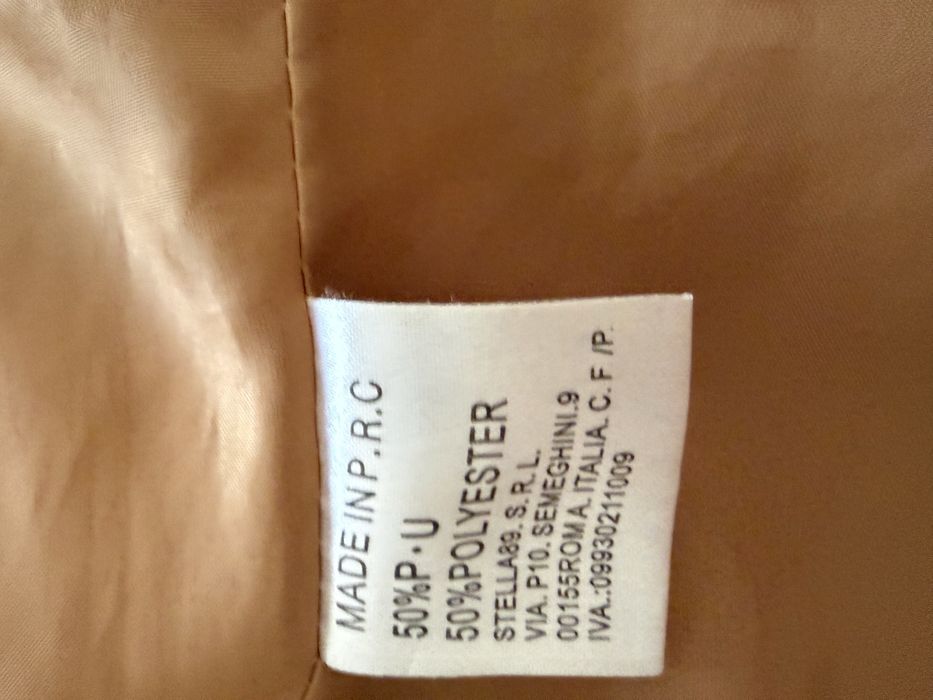 MADE IN P.R.C
50%P·U
50%POLYESTER
STELLA89. S. R. L.
VIA. P10. SEMEGHINI.9
00155ROMA. ITALIA. C. F /P.
IVA.:09930211009